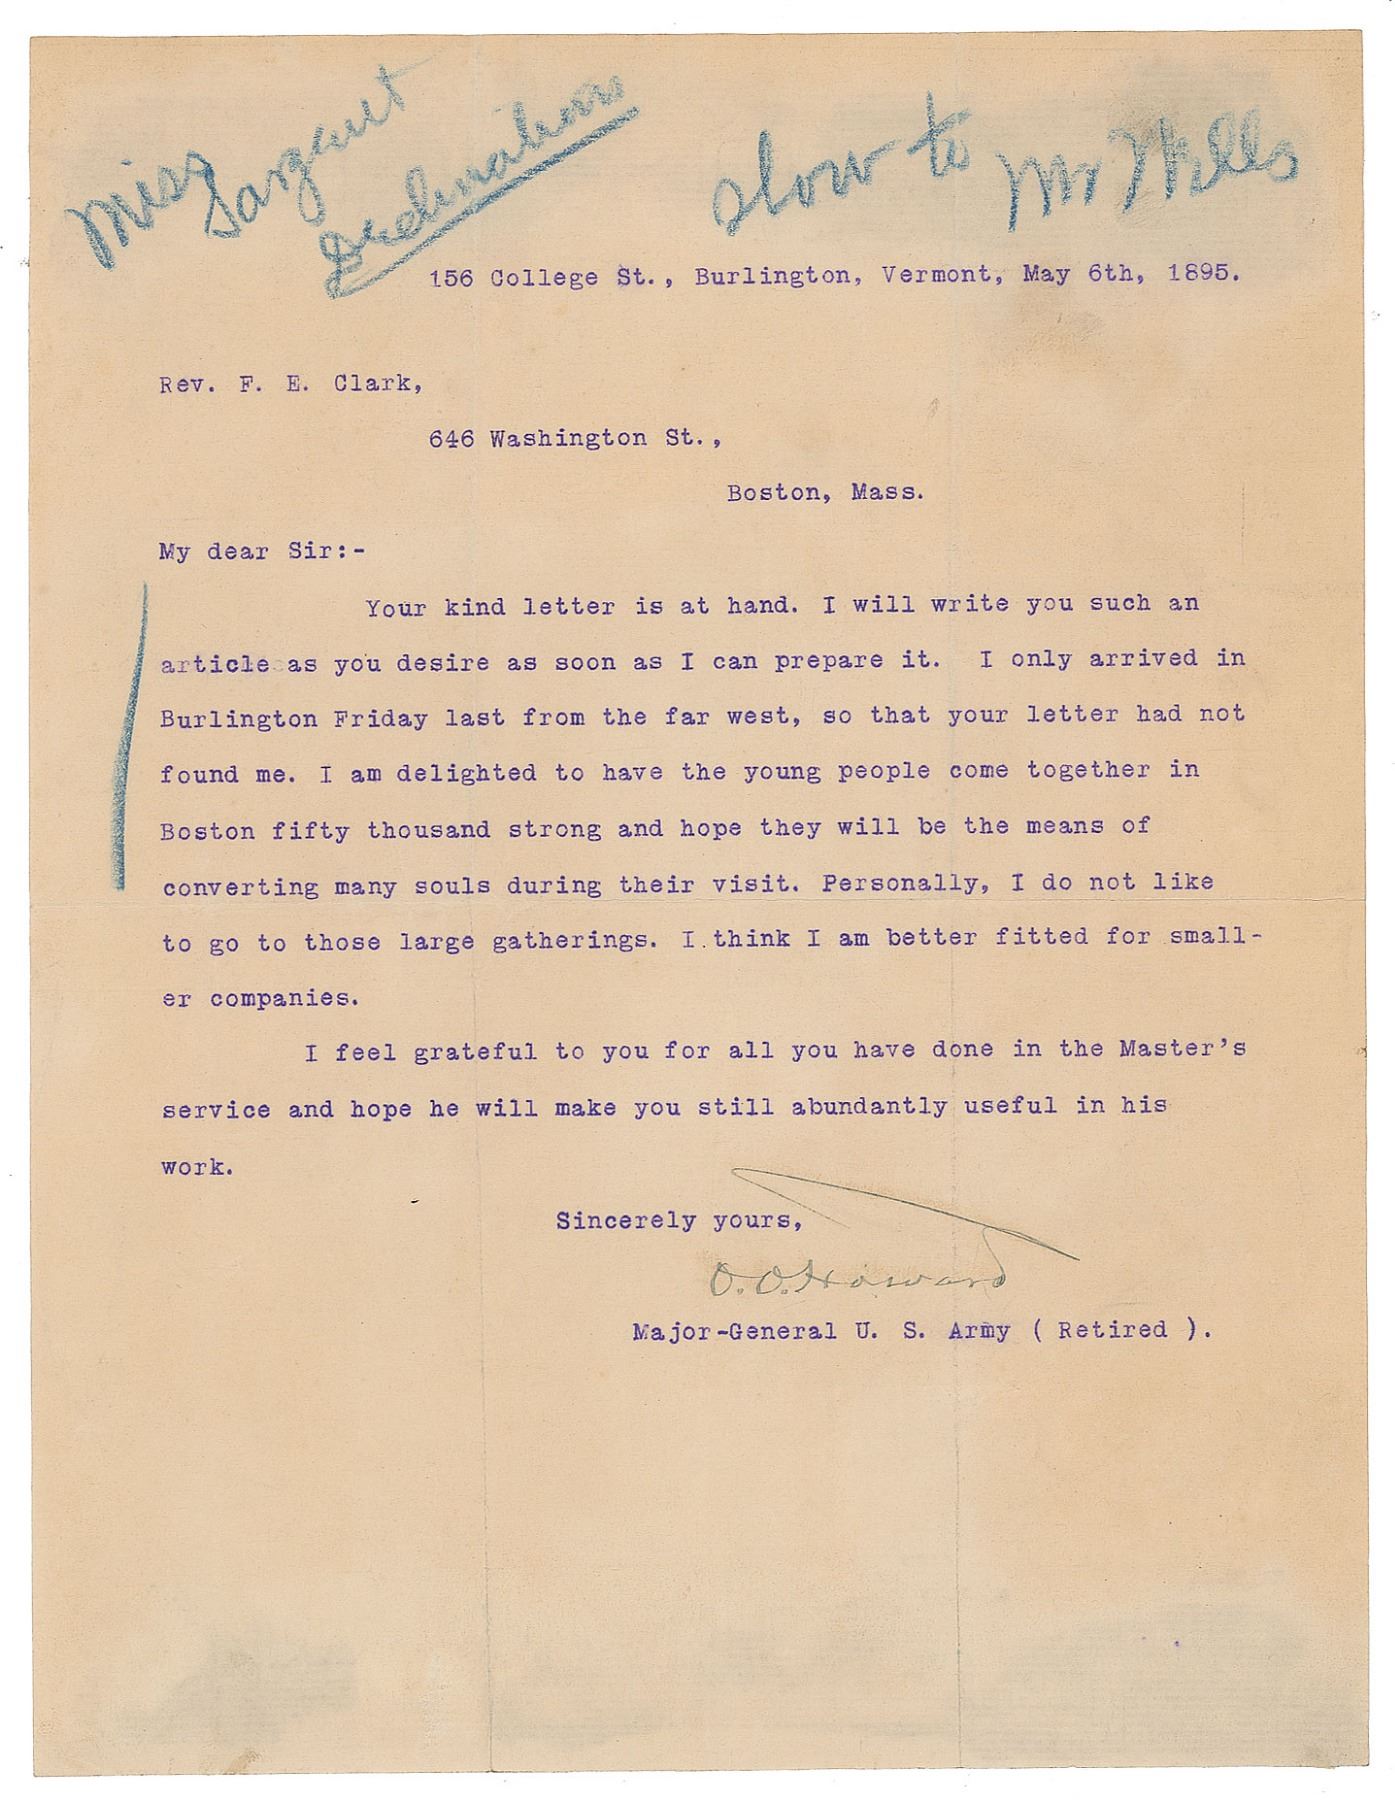 Miss
Sargent
slow to Mr Mills
156 College St., Burlington, Vermont, May 6th, 1895.
Rev. F. E. Clark,
646 Washington St.,
Boston, Mass.
My dear Sir:-
Your kind letter is at hand. I will write you such an
article as you desire as soon as I can prepare it. I only arrived in
Burlington Friday last from the far west, so that your letter had not
found me. I am delighted to have the young people come together in
Boston fifty thousand strong and hope they will be the means of
converting many souls during their visit. Personally, I do not like
to go to those large gatherings. I think I am better fitted for small-
er companies.
I feel grateful to you for all you have done in the Master's
service and hope he will make you still abundantly useful in his
work.
Sincerely yours,
O. O. Howard
Major-General U. S. Army ( Retired ).